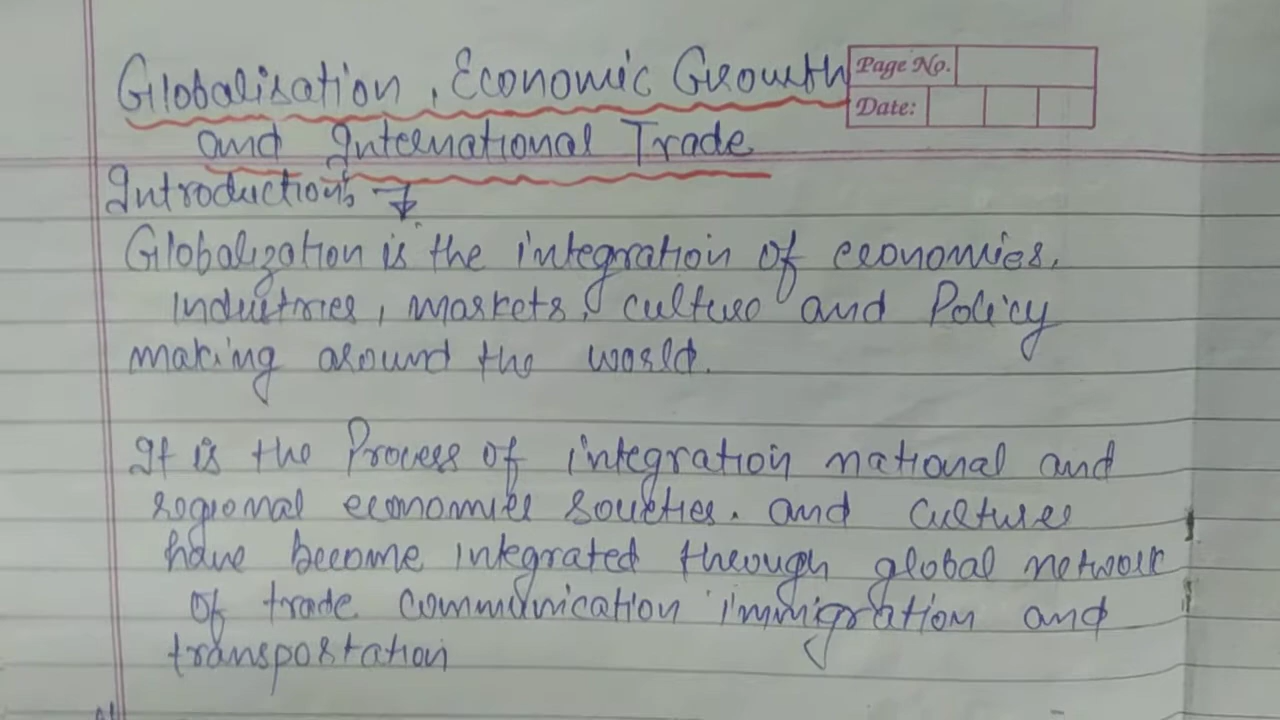 Globalisation, Economic Growth
Page No.
Date:
and International Trade
Introduction:
Globalization is the integration of economies,
industries, markets, culture and Policy
making around the world.
It is the Process of integration national and
regional economies societies. and cultures
have become integrated through global network
of trade communication immigration and
transportation